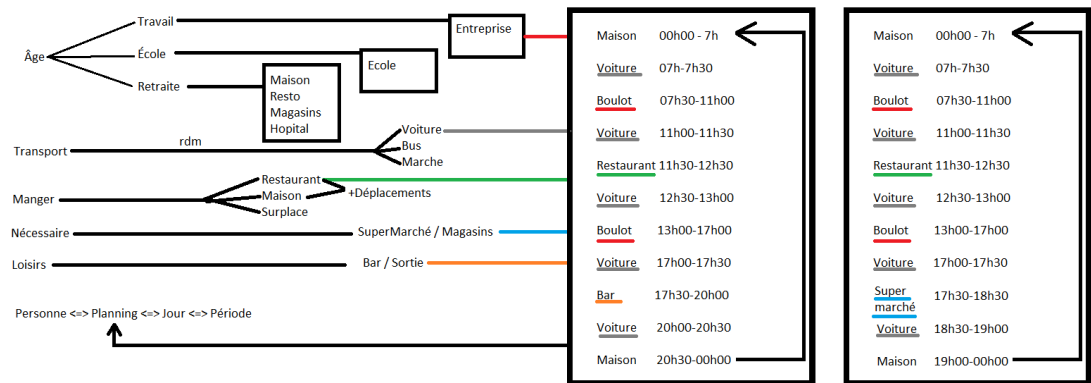 Âge
Travail
École
Retraite
Entreprise
Ecole
Maison
Resto
Magasins
Hopital
Transport
rdm
Voiture
Bus
Marche
Manger
Restaurant
Maison
Surplace
+Déplacements
Nécessaire
SuperMarché / Magasins
Loisirs
Bar / Sortie
Personne <=> Planning <=> Jour <=> Période
Maison 00h00 - 7h
Voiture 07h-7h30
Boulot 07h30-11h00
Voiture 11h00-11h30
Restaurant 11h30-12h30
Voiture 12h30-13h00
Boulot 13h00-17h00
Voiture 17h00-17h30
Bar 17h30-20h00
Voiture 20h00-20h30
Maison 20h30-00h00
Maison 00h00 - 7h
Voiture 07h-7h30
Boulot 07h30-11h00
Voiture 11h00-11h30
Restaurant 11h30-12h30
Voiture 12h30-13h00
Boulot 13h00-17h00
Voiture 17h00-17h30
Super
marché 17h30-18h30
Voiture 18h30-19h00
Maison 19h00-00h00